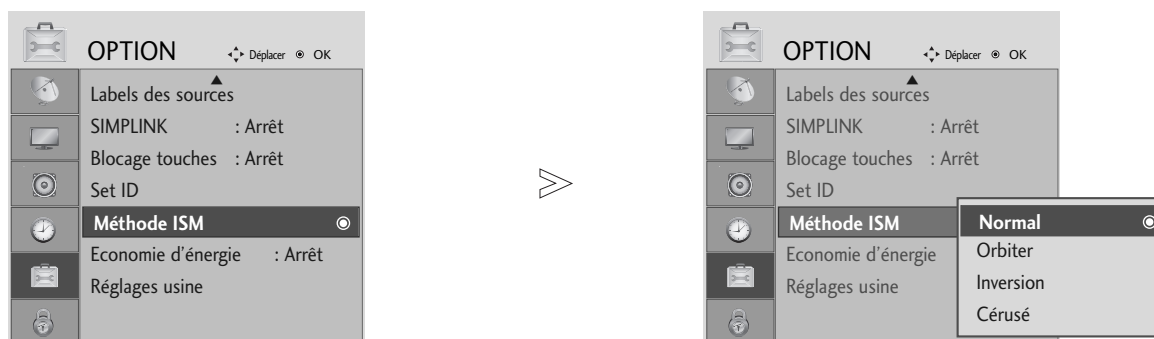 OPTION Déplacer OK
Labels des sources
SIMPLINK : Arrêt
Blocage touches : Arrêt
Set ID
Méthode ISM
Economie d'énergie : Arrêt
Réglages usine
OPTION Déplacer OK
Labels des sources
SIMPLINK : Arrêt
Blocage touches : Arrêt
Set ID
Méthode ISM
Economie d'énergie
Réglages usine
Normal
Orbiter
Inversion
Cérusé